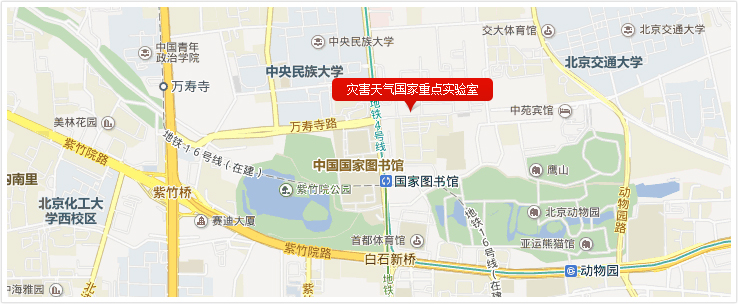 交大体育馆
北京交通大学
中国青年
政治学院
中央民族大学
北京交通大学
中央民族大学
万寿寺
灾害天气国家重点实验室
中苑宾馆
美林花园
万寿寺路
地铁4号线
地铁16号线(在建)
紫竹院路
中国国家图书馆
鹰山
内南里
紫竹桥
紫竹院公园
国家图书馆
动物园路
北京化工大
学西校区
赛迪大厦
北京动物园
首都体育馆
亚运熊猫馆
地铁16号线(在建)
紫竹院路
白石新桥
动物园
中海雅园
北洼
地铁